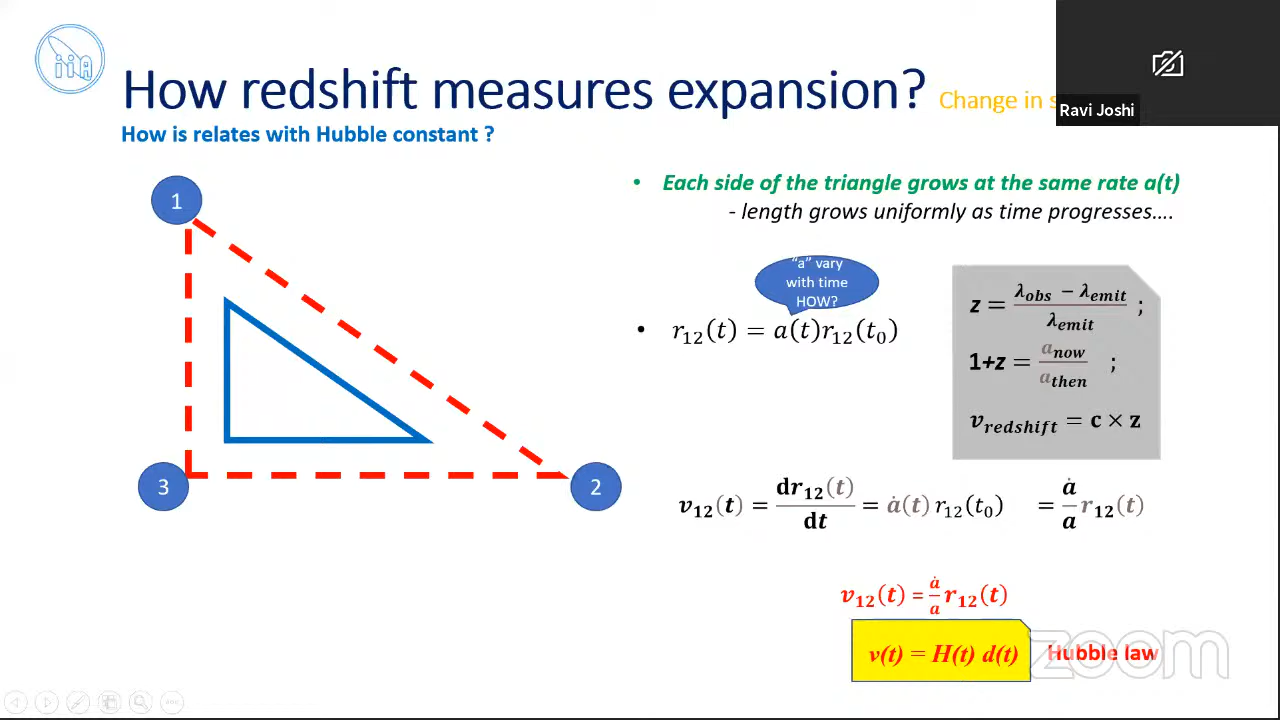 iiA
How redshift measures expansion?
Change in
Ravi Joshi
How is relates with Hubble constant ?
1
2
3
• Each side of the triangle grows at the same rate a(t)
- length grows uniformly as time progresses….
“a” vary
with time
HOW?
• r₁₂(t) = a(t)r₁₂(t₀)
z = (λ_obs − λ_emit)/λ_emit ;
1+z = a_now/a_then ;
v_redshift = c × z
v₁₂(t) = dr₁₂(t)/dt = ȧ(t) r₁₂(t₀) = ȧ/a r₁₂(t)
v₁₂(t) = ȧ/a r₁₂(t)
v(t) = H(t) d(t)
Hubble law
zoom